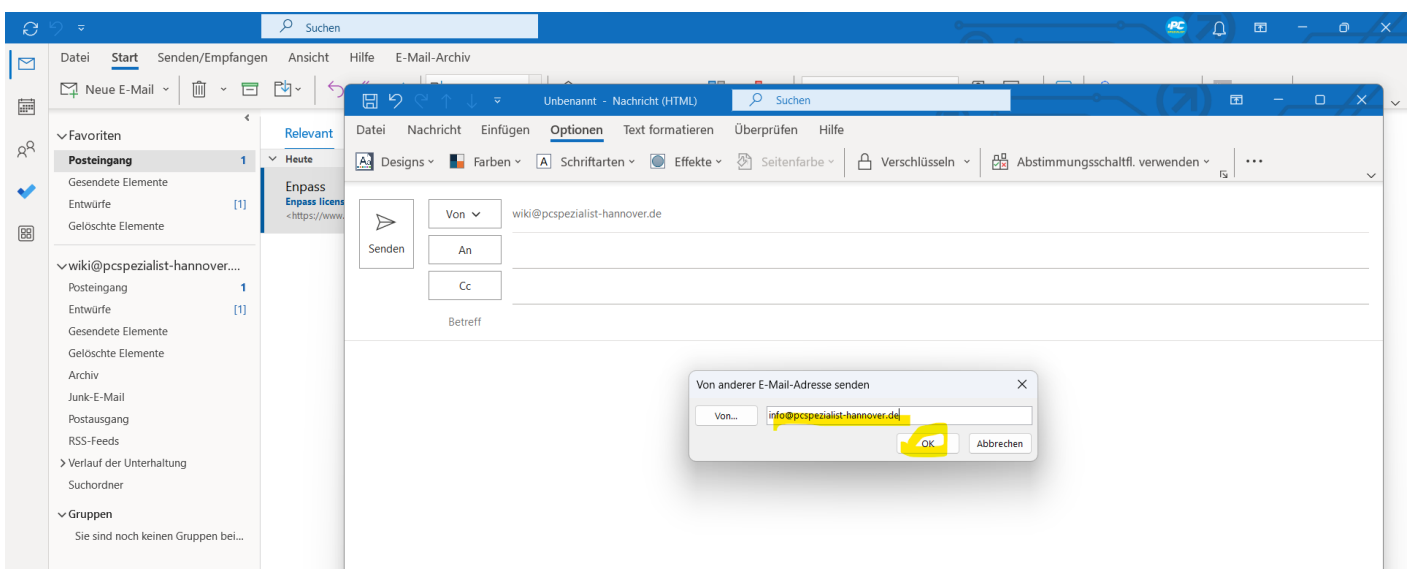 Suchen
PC
Datei Start Senden/Empfangen Ansicht Hilfe E-Mail-Archiv
Neue E-Mail
Favoriten
Posteingang 1
Gesendete Elemente
Entwürfe [1]
Gelöschte Elemente
wiki@pcspezialist-hannover....
Posteingang 1
Entwürfe [1]
Gesendete Elemente
Gelöschte Elemente
Archiv
Junk-E-Mail
Postausgang
RSS-Feeds
Verlauf der Unterhaltung
Suchordner
Gruppen
Sie sind noch keinen Gruppen bei...
Relevant
Heute
Enpass
Enpass licens
<https://www.
Unbenannt - Nachricht (HTML) Suchen
Datei Nachricht Einfügen Optionen Text formatieren Überprüfen Hilfe
Designs Farben Schriftarten Effekte Seitenfarbe Verschlüsseln Abstimmungsschaltfl. verwenden
Senden
Von wiki@pcspezialist-hannover.de
An
Cc
Betreff
Von anderer E-Mail-Adresse senden
Von... info@pcspezialist-hannover.de
OK Abbrechen